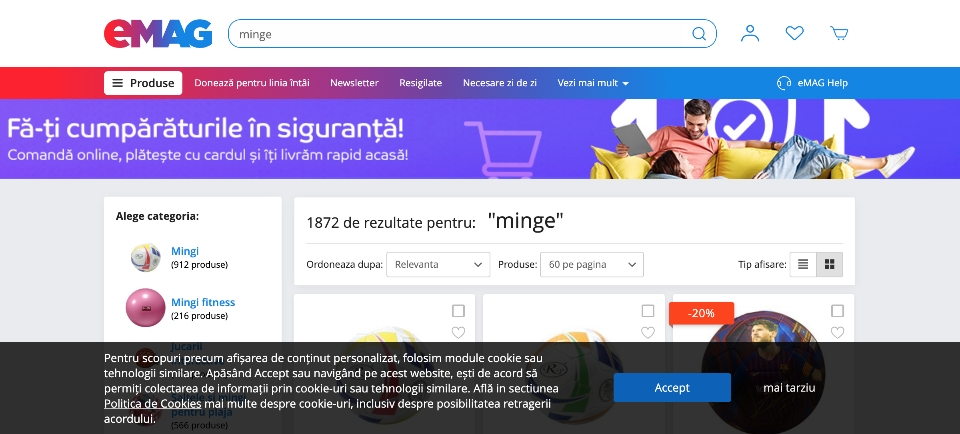 eMAG
minge
Produse
Donează pentru linia întâi
Newsletter
Resigilate
Necesare zi de zi
Vezi mai mult
eMAG Help
Fă-ți cumpărăturile în siguranță!
Comandă online, plătește cu cardul și îți livrăm rapid acasă!
Alege categoria:
Mingi
(912 produse)
Mingi fitness
(216 produse)
Jucarii
Saltele si mingi
pentru plaja
(566 produse)
1872 de rezultate pentru: "minge"
Ordoneaza dupa:
Relevanta
Produse:
60 pe pagina
Tip afisare:
-20%
Pentru scopuri precum afișarea de conținut personalizat, folosim module cookie sau
tehnologii similare. Apăsând Accept sau navigând pe acest website, ești de acord să
permiți colectarea de informații prin cookie-uri sau tehnologii similare. Află in sectiunea
Politica de Cookies mai multe despre cookie-uri, inclusiv despre posibilitatea retragerii
acordului.
Accept
mai tarziu